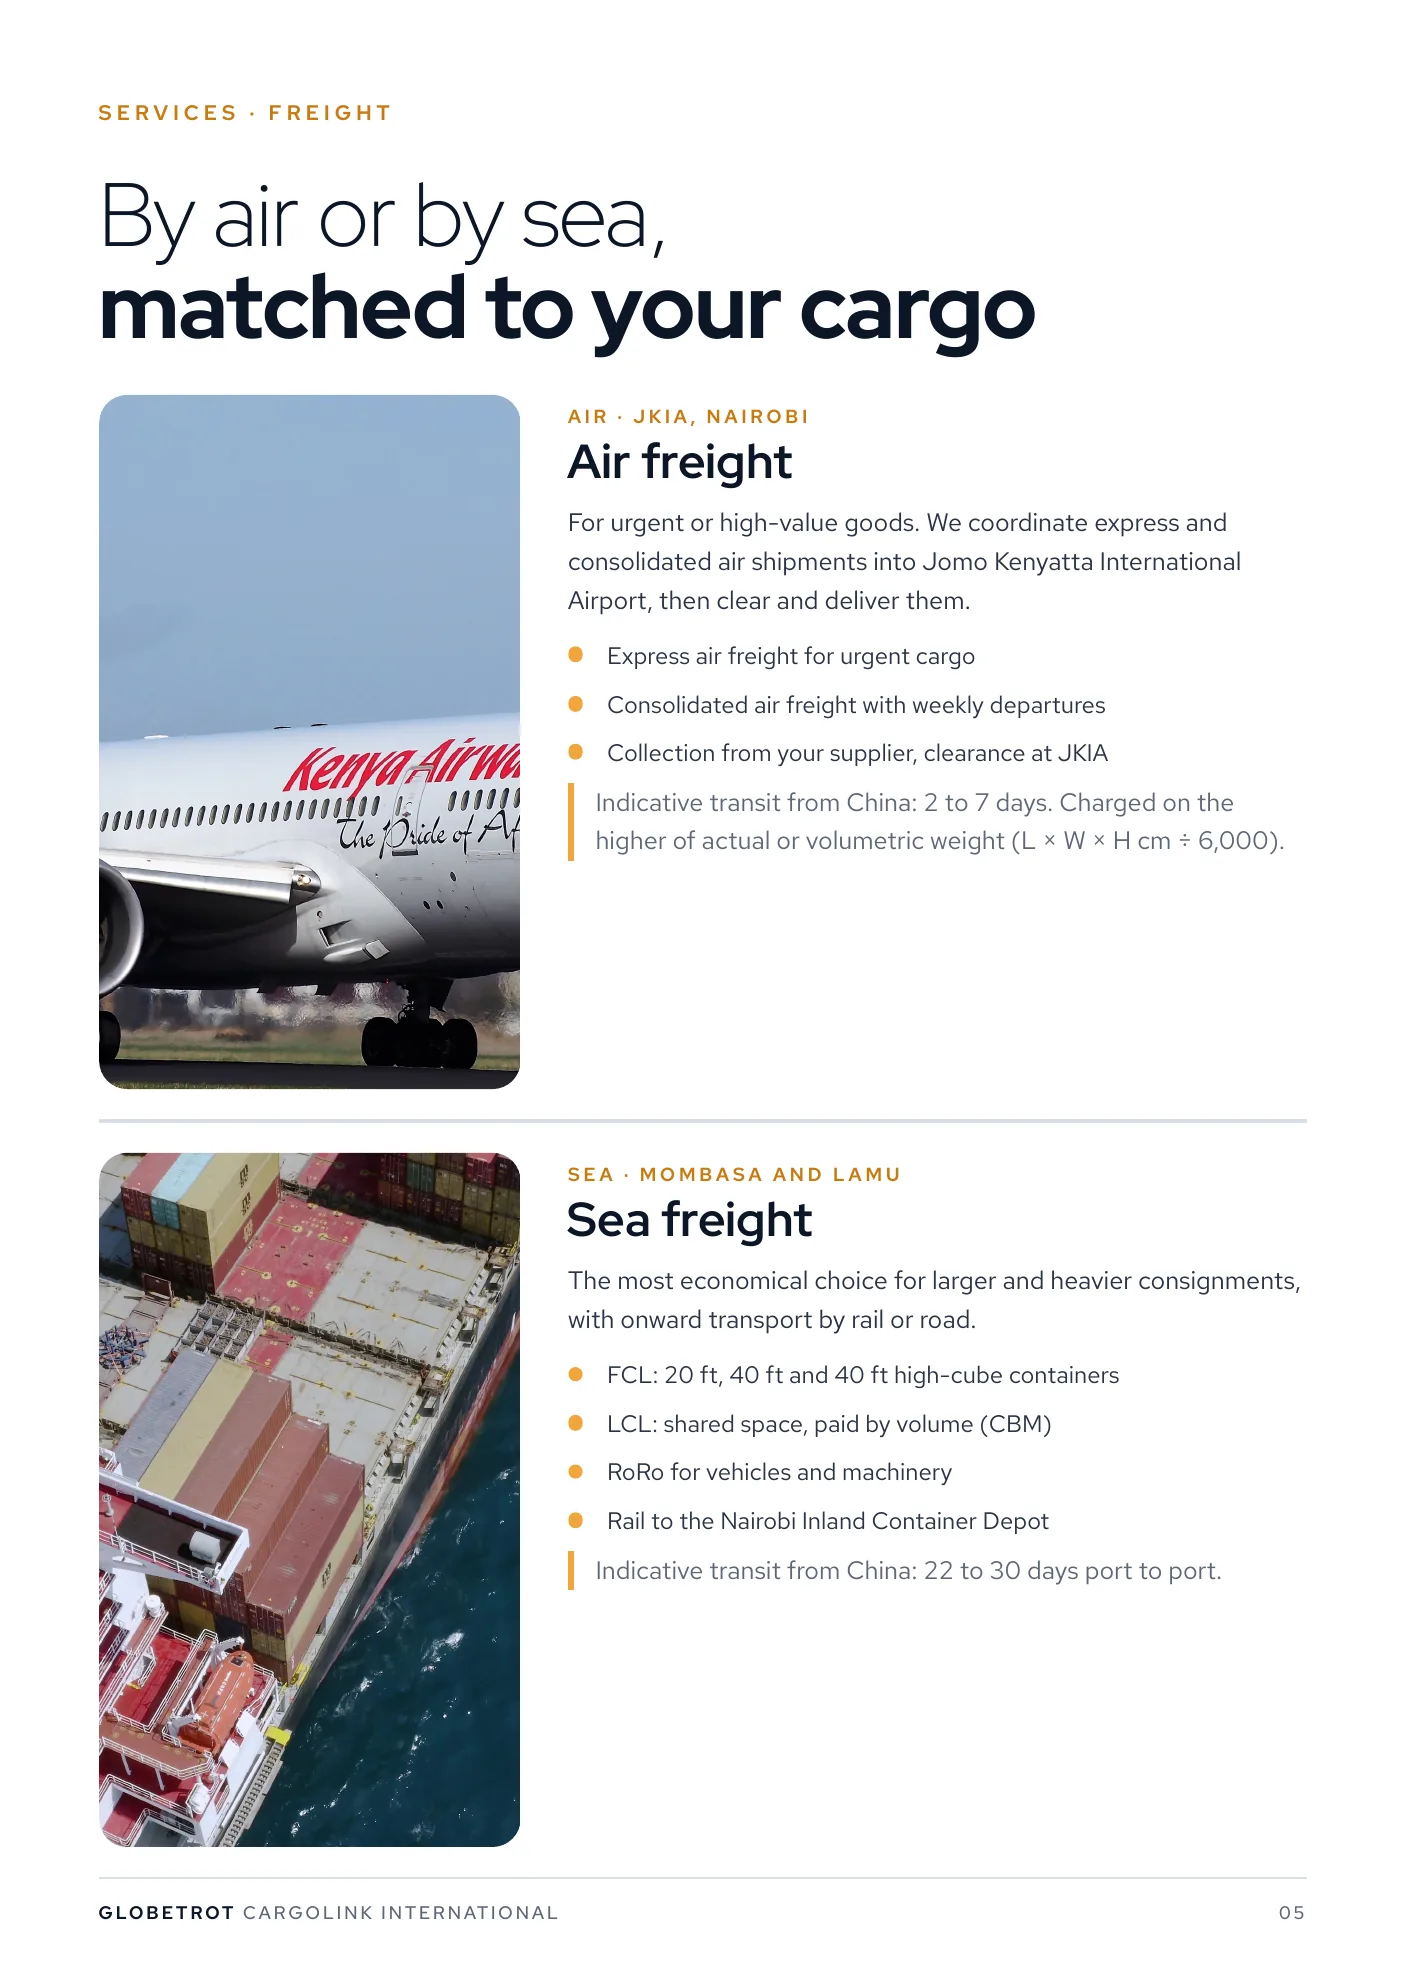 SERVICES · FREIGHT
By air or by sea,
matched to your cargo
Kenya Airwa
The Pride of Af
AIR · JKIA, NAIROBI
Air freight
For urgent or high-value goods. We coordinate express and
consolidated air shipments into Jomo Kenyatta International
Airport, then clear and deliver them.
Express air freight for urgent cargo
Consolidated air freight with weekly departures
Collection from your supplier, clearance at JKIA
Indicative transit from China: 2 to 7 days. Charged on the
higher of actual or volumetric weight (L × W × H cm ÷ 6,000).
SEA · MOMBASA AND LAMU
Sea freight
The most economical choice for larger and heavier consignments,
with onward transport by rail or road.
FCL: 20 ft, 40 ft and 40 ft high-cube containers
LCL: shared space, paid by volume (CBM)
RoRo for vehicles and machinery
Rail to the Nairobi Inland Container Depot
Indicative transit from China: 22 to 30 days port to port.
GLOBETROT CARGOLINK INTERNATIONAL
05